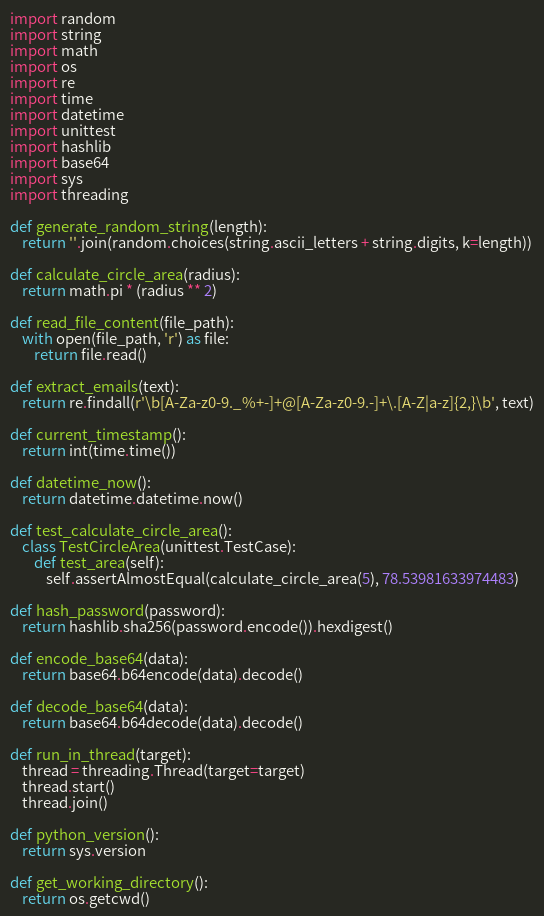 import random
import string
import math
import os
import re
import time
import datetime
import unittest
import hashlib
import base64
import sys
import threading

def generate_random_string(length):
    return ''.join(random.choices(string.ascii_letters + string.digits, k=length))

def calculate_circle_area(radius):
    return math.pi * (radius ** 2)

def read_file_content(file_path):
    with open(file_path, 'r') as file:
        return file.read()

def extract_emails(text):
    return re.findall(r'\b[A-Za-z0-9._%+-]+@[A-Za-z0-9.-]+\.[A-Z|a-z]{2,}\b', text)

def current_timestamp():
    return int(time.time())

def datetime_now():
    return datetime.datetime.now()

def test_calculate_circle_area():
    class TestCircleArea(unittest.TestCase):
        def test_area(self):
            self.assertAlmostEqual(calculate_circle_area(5), 78.53981633974483)

def hash_password(password):
    return hashlib.sha256(password.encode()).hexdigest()

def encode_base64(data):
    return base64.b64encode(data).decode()

def decode_base64(data):
    return base64.b64decode(data).decode()

def run_in_thread(target):
    thread = threading.Thread(target=target)
    thread.start()
    thread.join()

def python_version():
    return sys.version

def get_working_directory():
    return os.getcwd()